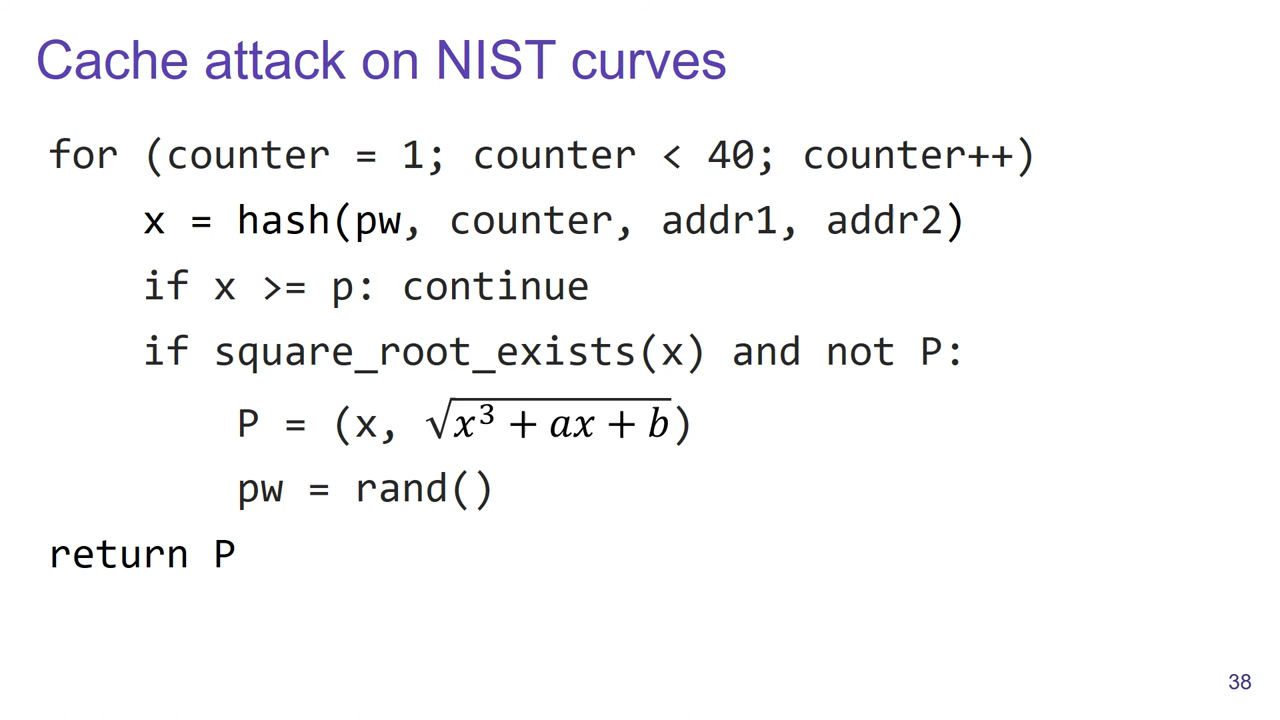 Cache attack on NIST curves
for (counter = 1; counter < 40; counter++)
x = hash(pw, counter, addr1, addr2)
if x >= p: continue
if square_root_exists(x) and not P:
P = (x, √x³ + ax + b)
pw = rand()
return P
38